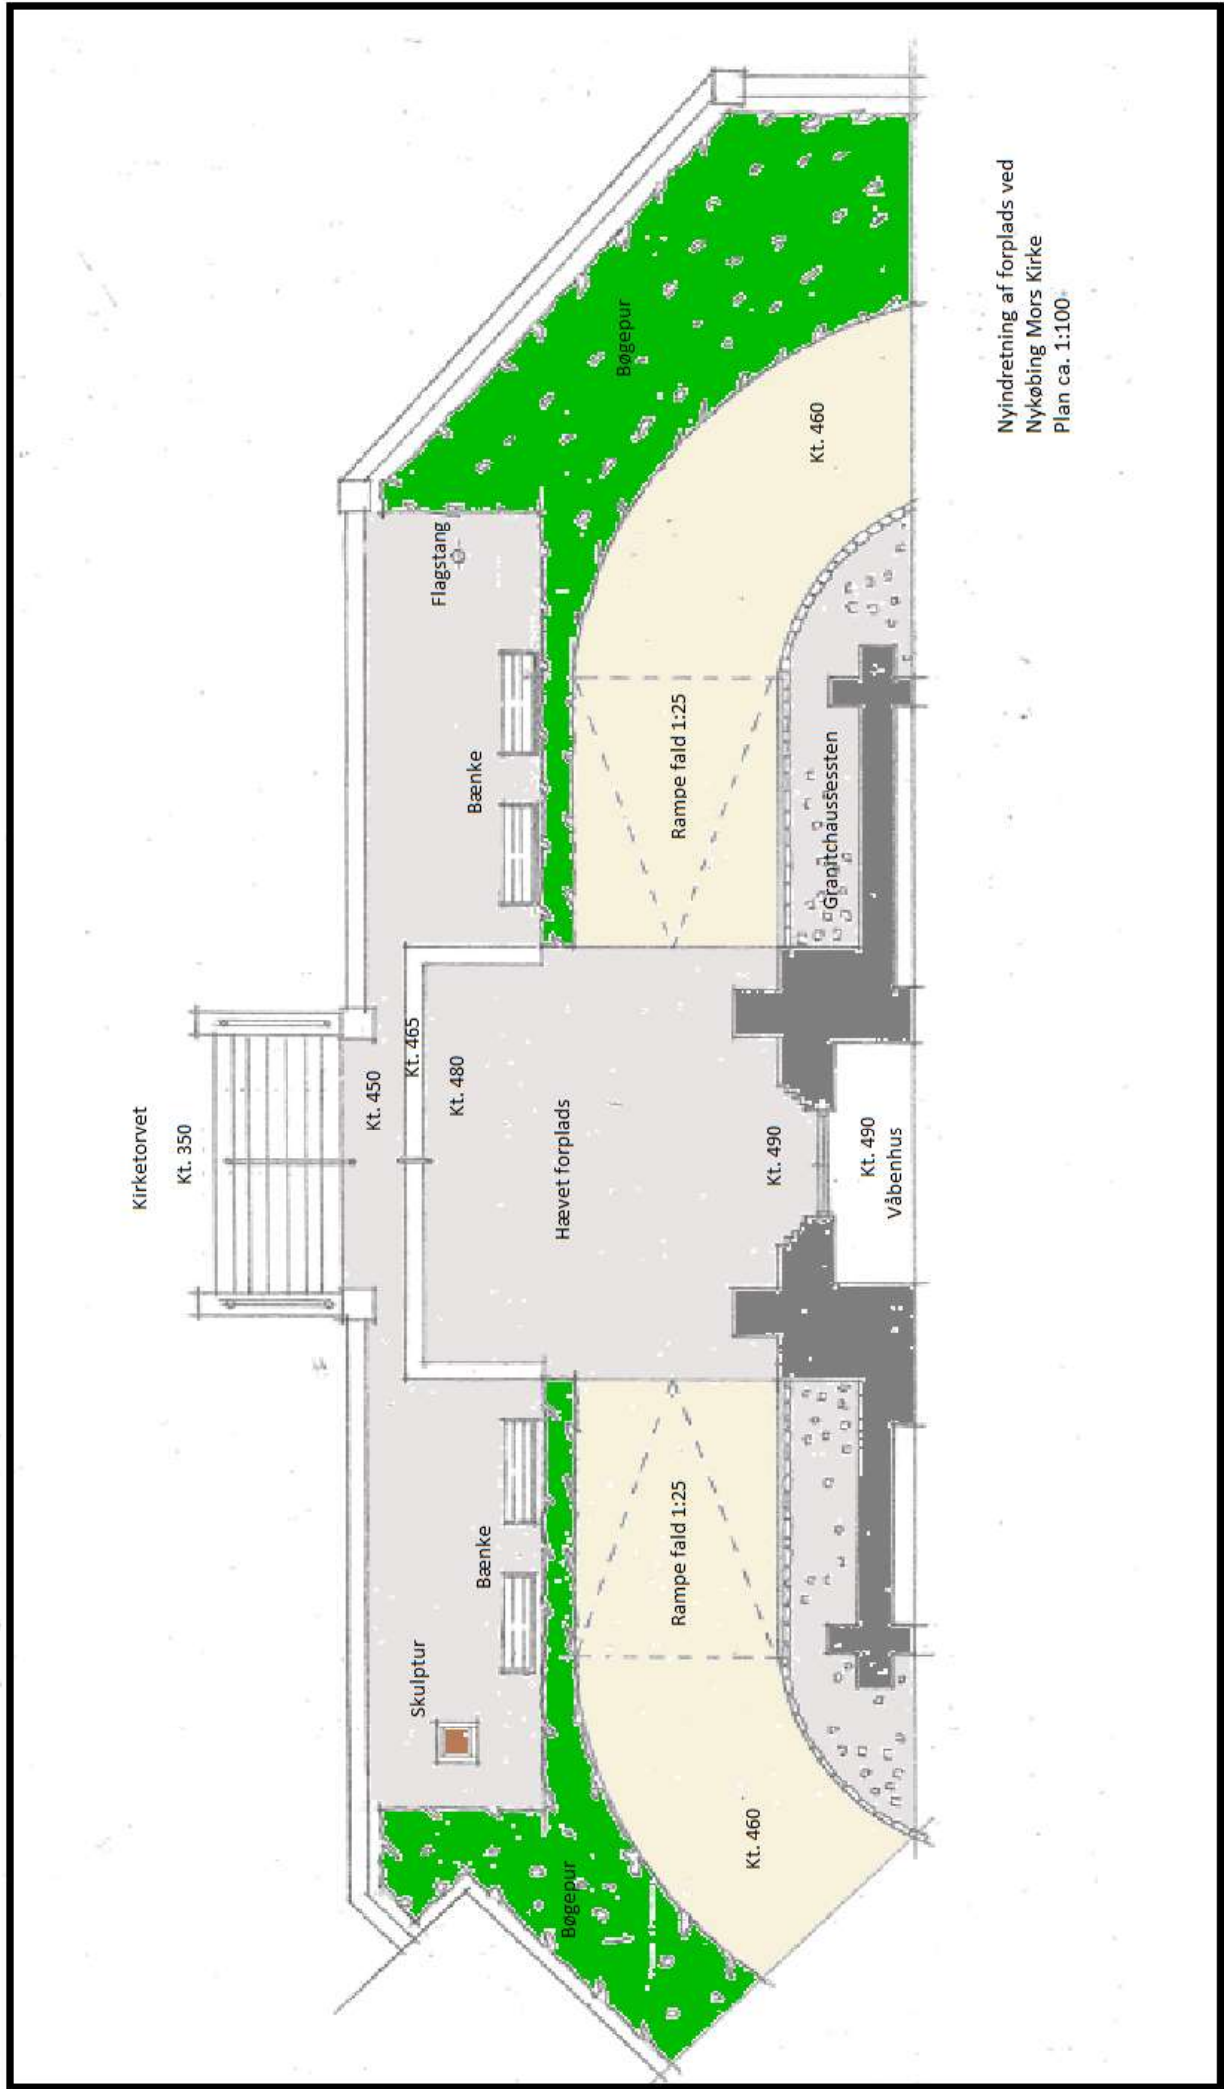 Kirketorvet
Kt. 350
Kt. 450
Kt. 465
Kt. 480
Skulptur
Bænke
Bænke
Flagstang
Hævet forplads
Bøgepur
Bøgepur
Rampe fald 1:25
Rampe fald 1:25
Kt. 460
Kt. 490
Kt. 460
Granitchaussessten
Kt. 490
Våbenhus
Nyindretning af forplads ved
Nykøbing Mors Kirke
Plan ca. 1:100